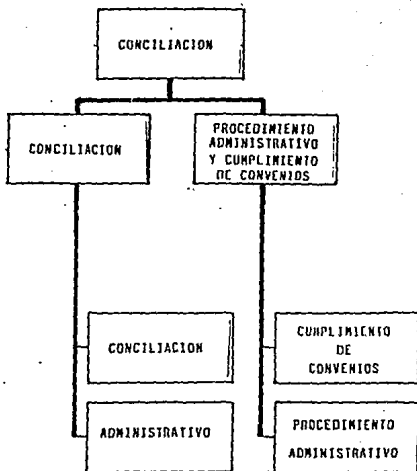 CONCILIACION
CONCILIACION
PROCEDIMIENTO
ADMINISTRATIVO
Y CUMPLIMIENTO
DE CONVENIOS
CONCILIACION
CUMPLIMIENTO
DE
CONVENIOS
ADMINISTRATIVO
PROCEDIMIENTO
ADMINISTRATIVO